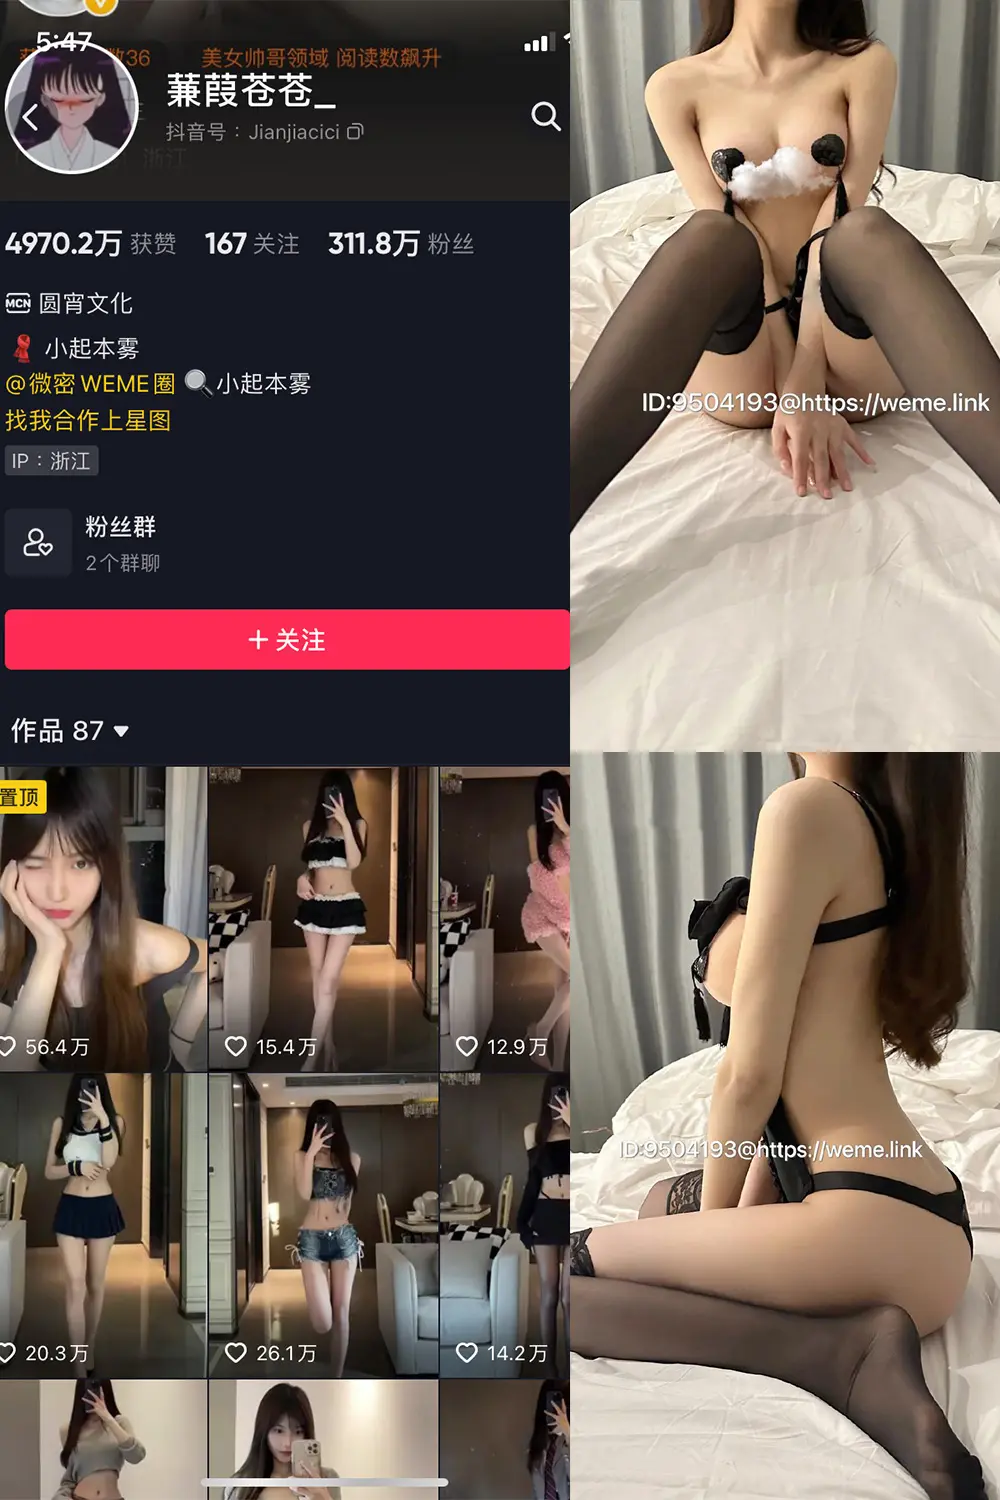 5:47
数36
美女帅哥领域 阅读数飙升
蒹葭苍苍_
抖音号：Jianjiacici
浙江
4970.2万 获赞 167 关注 311.8万 粉丝
MCN 圆宵文化
小起本雾
@微密 WEME圈 小起本雾
找我合作上星图
IP：浙江
粉丝群
2个群聊
+ 关注
作品 87
置顶
56.4万
15.4万
12.9万
20.3万
26.1万
14.2万
ID:9504193@https://weme.link
ID:9504193@https://weme.link